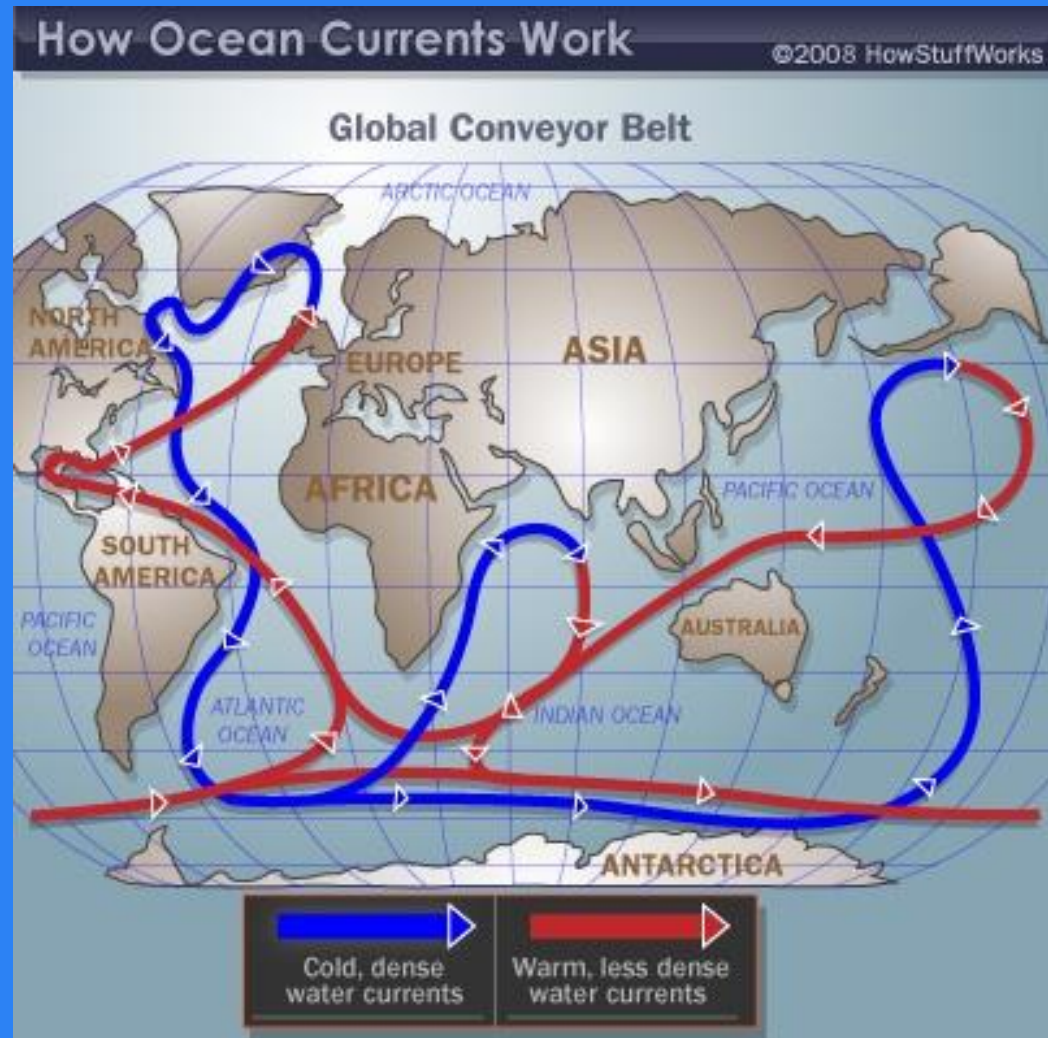 How Ocean Currents Work
©2008 HowStuffWorks
Global Conveyor Belt
ARCTIC OCEAN
NORTH
AMERICA
EUROPE
ASIA
AFRICA
PACIFIC OCEAN
SOUTH
AMERICA
PACIFIC
OCEAN
AUSTRALIA
ATLANTIC
OCEAN
INDIAN OCEAN
ANTARCTICA
Cold, dense
water currents
Warm, less dense
water currents